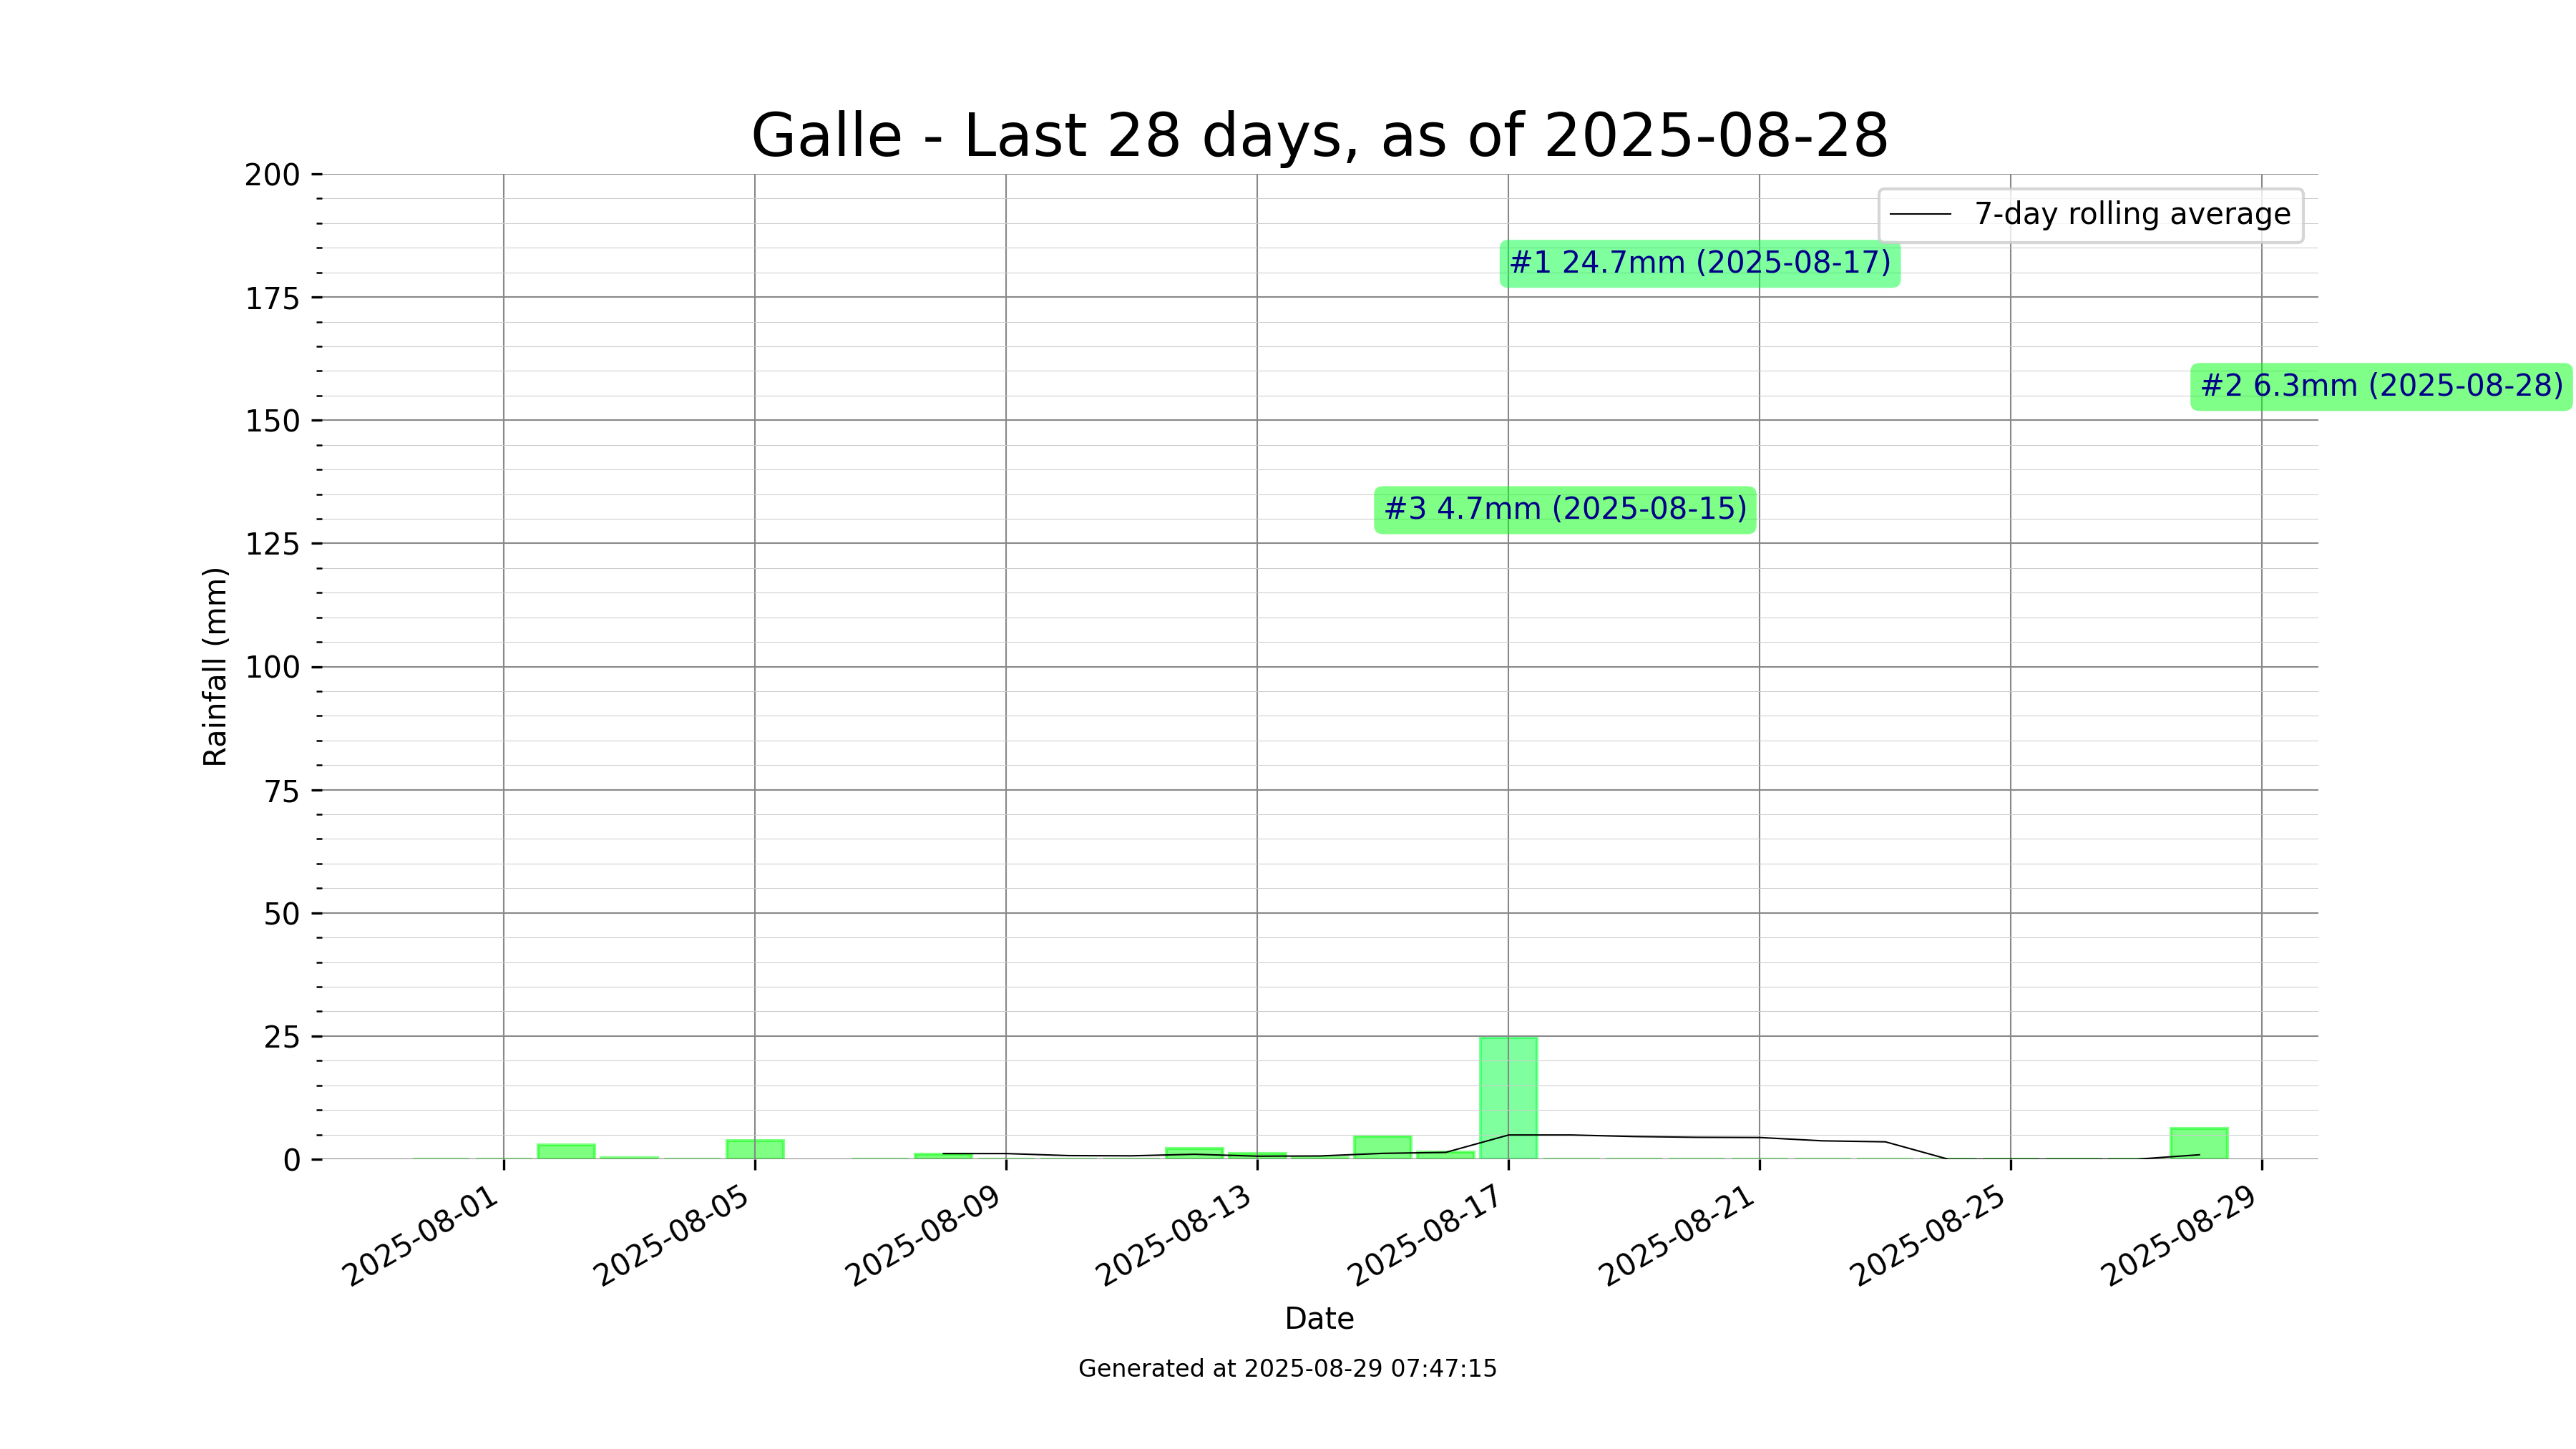 Galle - Last 28 days, as of 2025-08-28
7-day rolling average
#1 24.7mm (2025-08-17)
#2 6.3mm (2025-08-28)
#3 4.7mm (2025-08-15)
Rainfall (mm)
200
175
150
125
100
75
50
25
0
2025-08-01
2025-08-05
2025-08-09
2025-08-13
2025-08-17
2025-08-21
2025-08-25
2025-08-29
Date
Generated at 2025-08-29 07:47:15